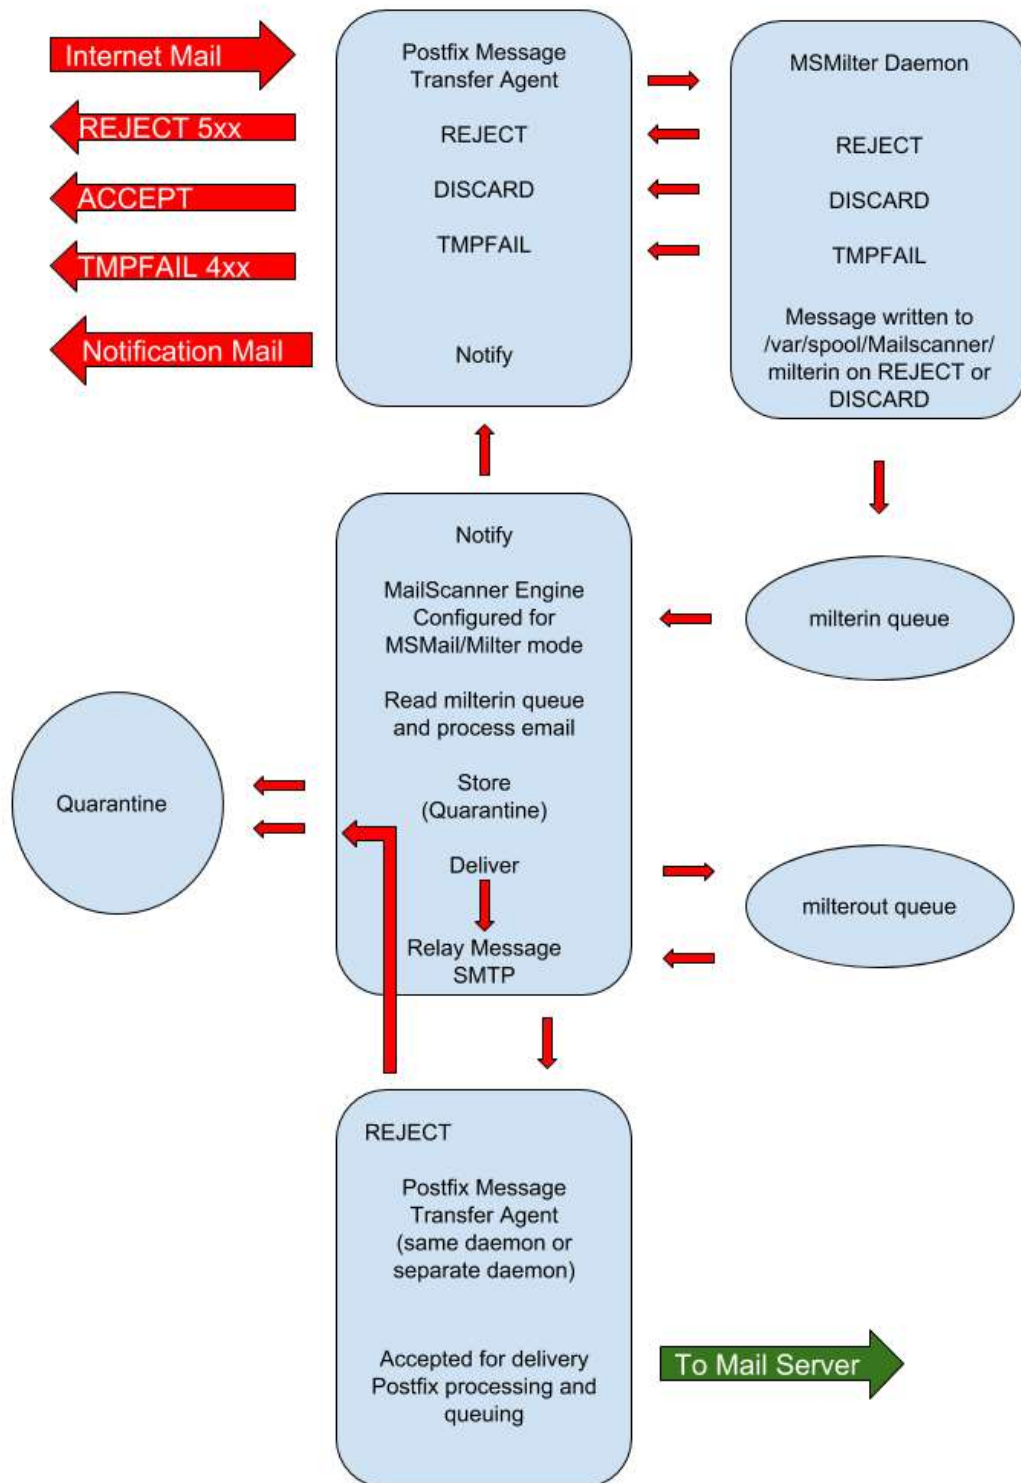 Internet Mail
REJECT 5xx
ACCEPT
TMPFAIL 4xx
Notification Mail
Postfix Message
Transfer Agent
REJECT
DISCARD
TMPFAIL
Notify
MSMilter Daemon
REJECT
DISCARD
TMPFAIL
Message written to
/var/spool/Mailscanner/
milterin on REJECT or
DISCARD
Notify
MailScanner Engine
Configured for
MSMail/Milter mode
Read milterin queue
and process email
Store
(Quarantine)
Deliver
Relay Message
SMTP
milterin queue
Quarantine
milterout queue
REJECT
Postfix Message
Transfer Agent
(same daemon or
separate daemon)
Accepted for delivery
Postfix processing and
queuing
To Mail Server